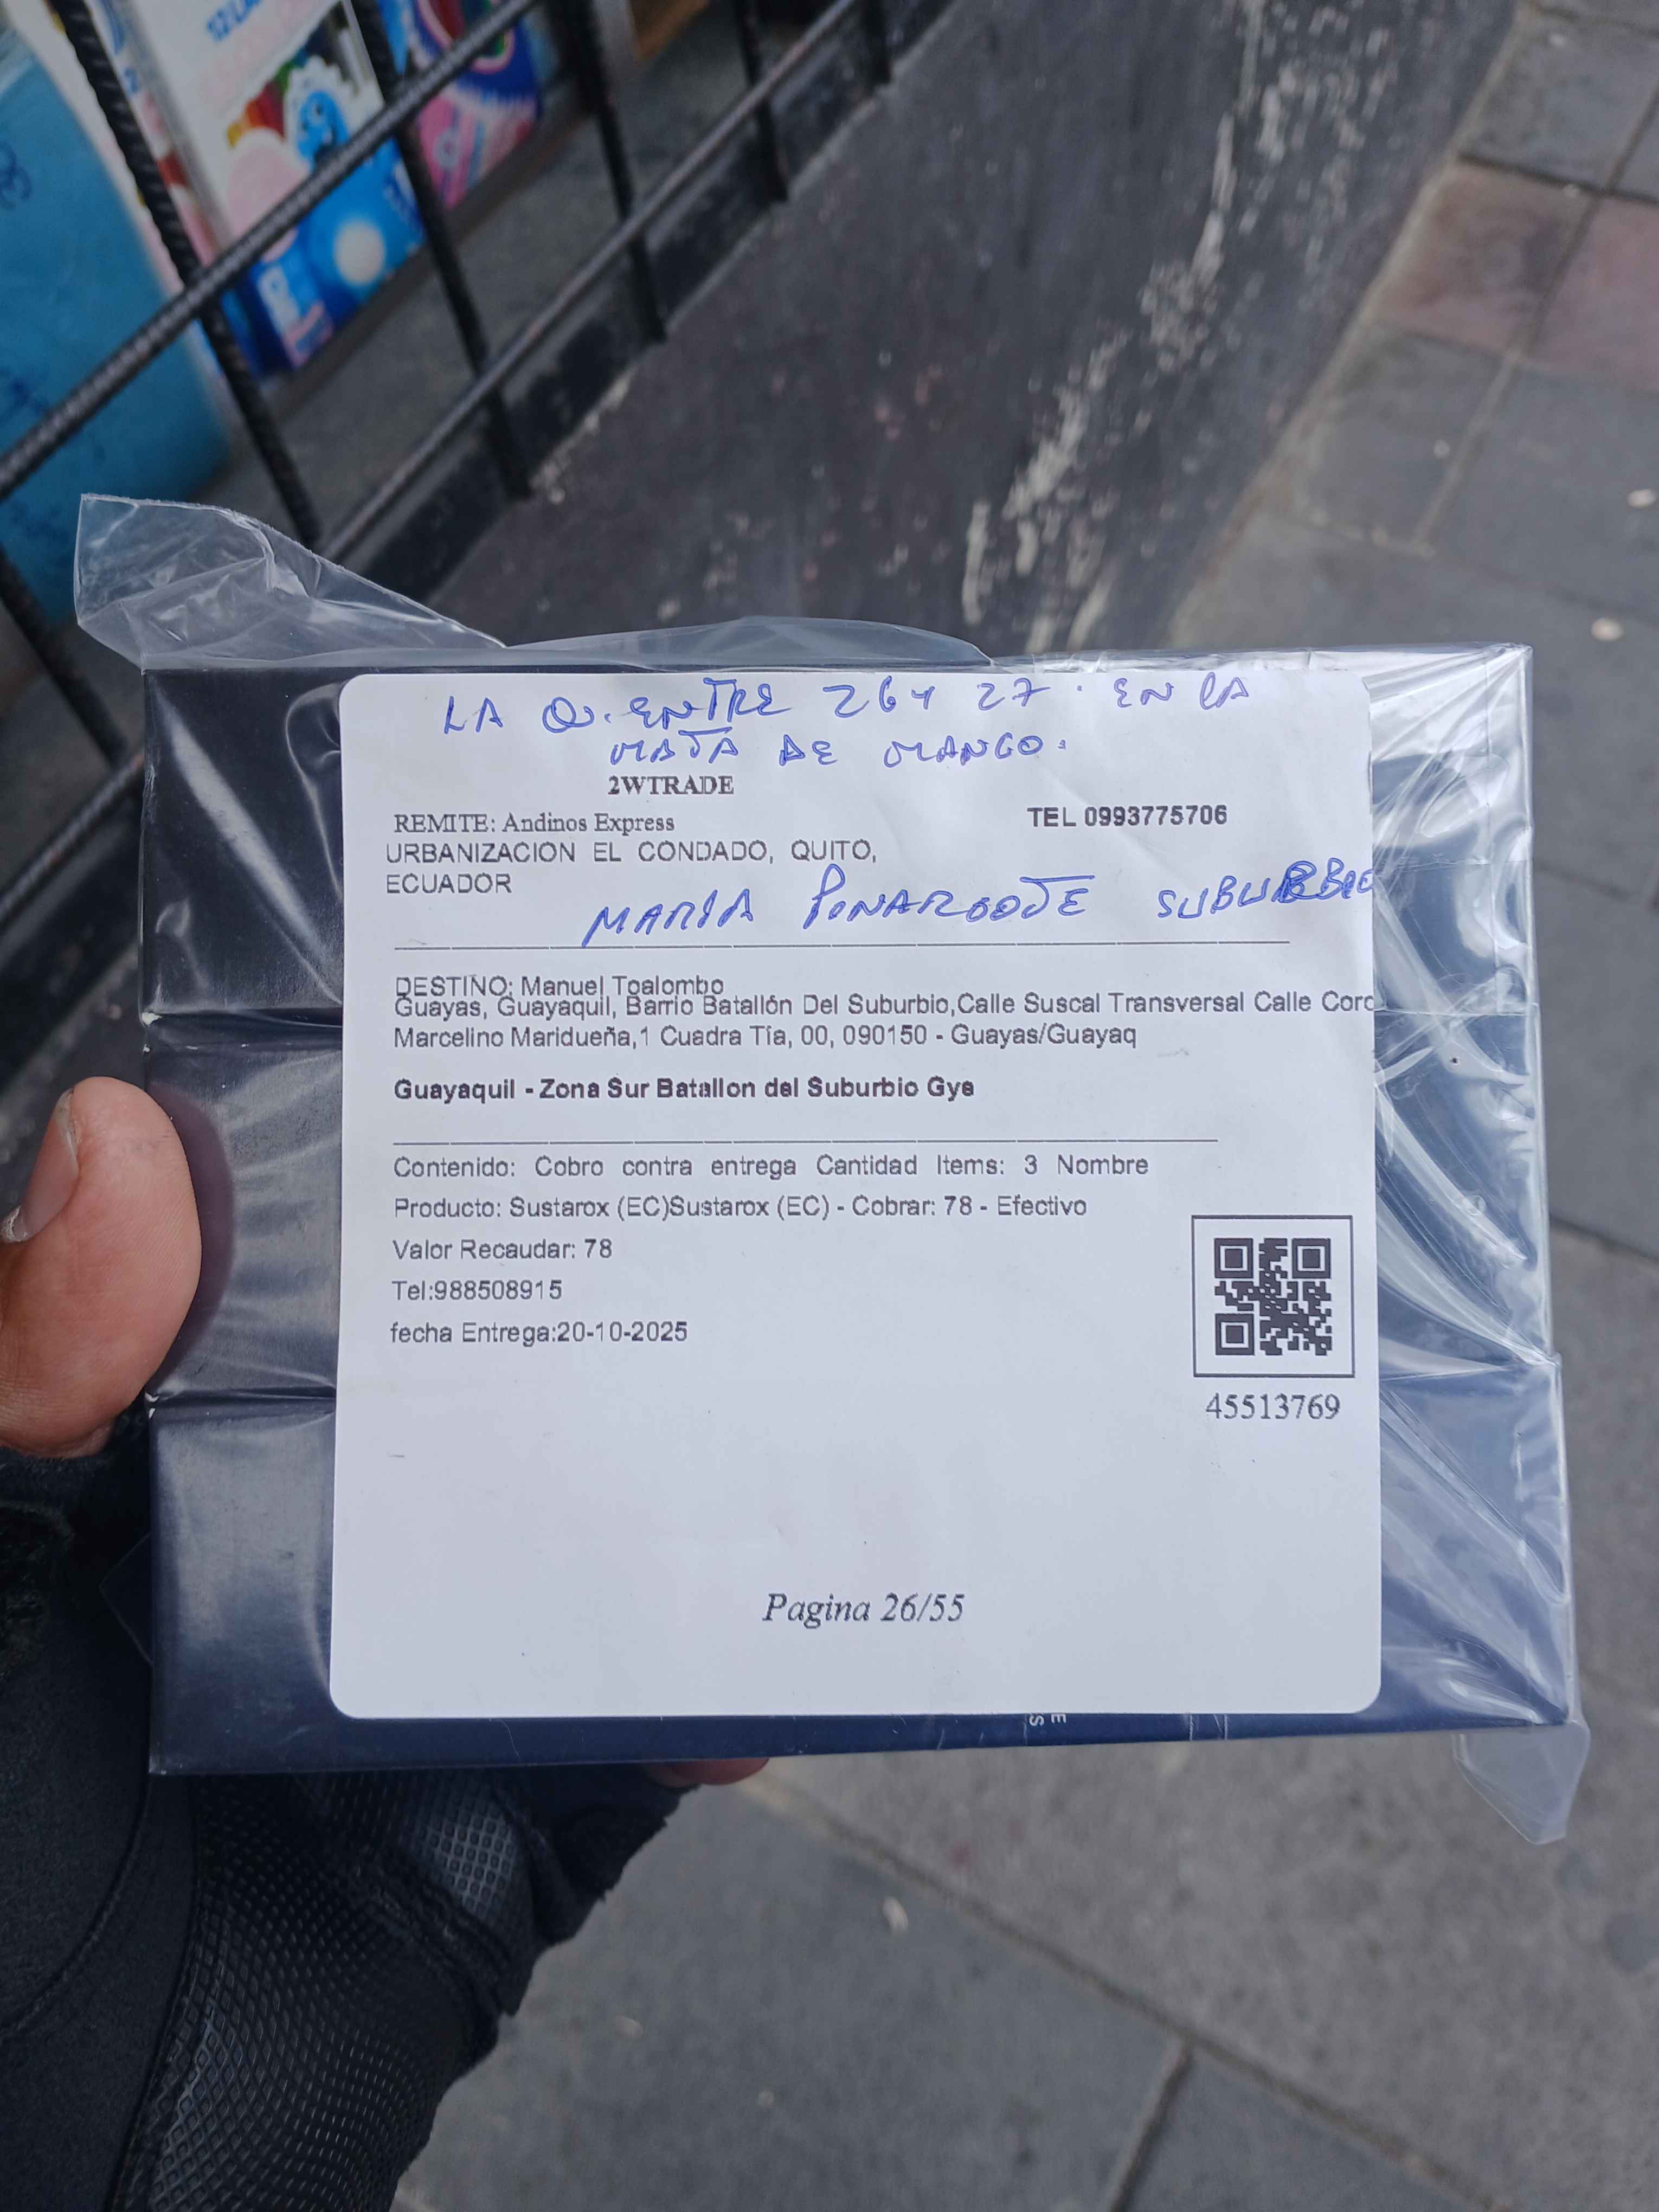 LA Q. ENTRE 26 Y 27. EN LA
MATA DE MANGO.
2WTRADE
REMITE: Andinos Express
TEL 0993775706
URBANIZACION EL CONDADO, QUITO,
ECUADOR
MARIA PINARGOTE SUBURBIO
DESTINO: Manuel Toalombo
Guayas, Guayaquil, Barrio Batallón Del Suburbio,Calle Suscal Transversal Calle Corc
Marcelino Maridueña,1 Cuadra Tía, 00, 090150 - Guayas/Guayaq
Guayaquil - Zona Sur Batallon del Suburbio Gye
Contenido: Cobro contra entrega Cantidad Items: 3 Nombre
Producto: Sustarox (EC)Sustarox (EC) - Cobrar: 78 - Efectivo
Valor Recaudar: 78
Tel:988508915
fecha Entrega:20-10-2025
45513769
Pagina 26/55